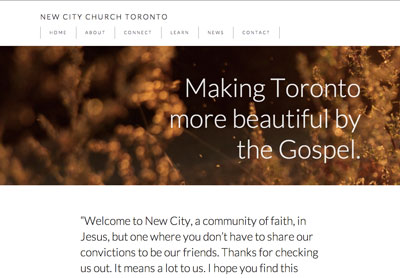 NEW CITY CHURCH TORONTO
HOME ABOUT CONNECT LEARN NEWS CONTACT
Making Toronto
more beautiful by
the Gospel.
“Welcome to New City, a community of faith, in
Jesus, but one where you don’t have to share our
convictions to be our friends. Thanks for checking
us out. It means a lot to us. I hope you find this